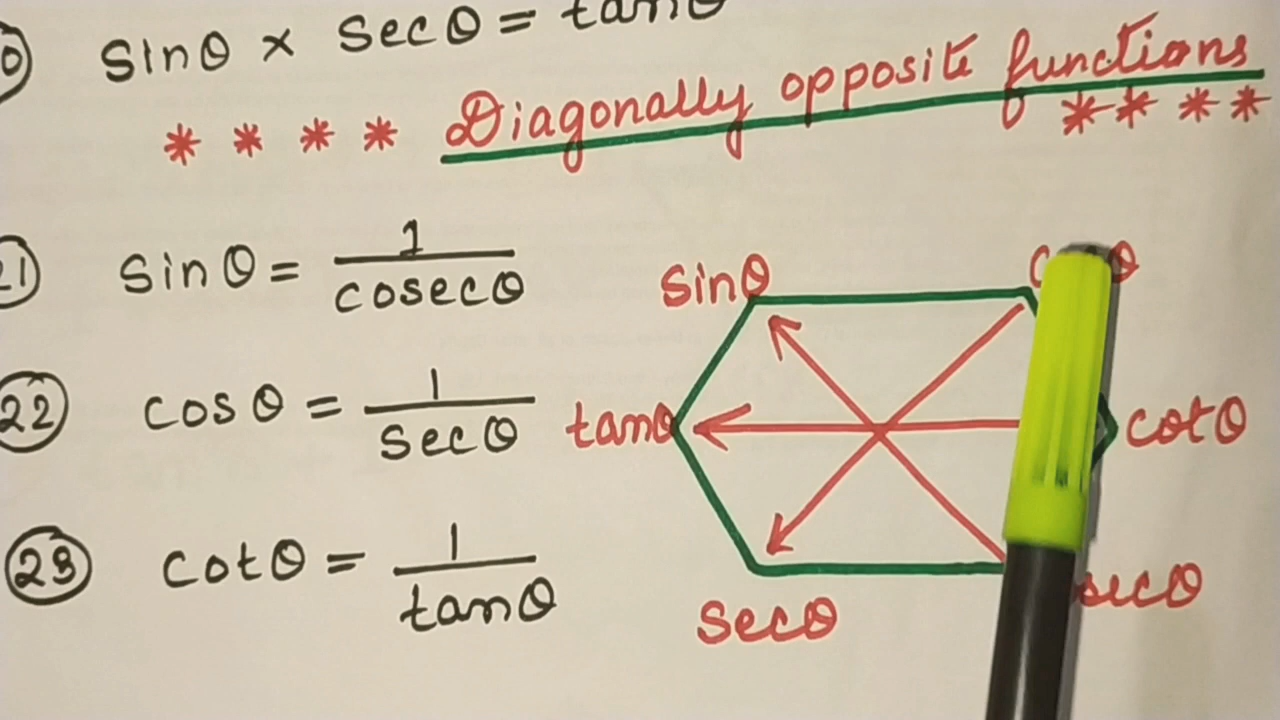 sinθ × secθ = tanθ
Diagonally opposite functions
* * * * * * * *
sinθ = 1/cosecθ
22 cosθ = 1/secθ
23 cotθ = 1/tanθ
sinθ
tanθ
cotθ
secθ